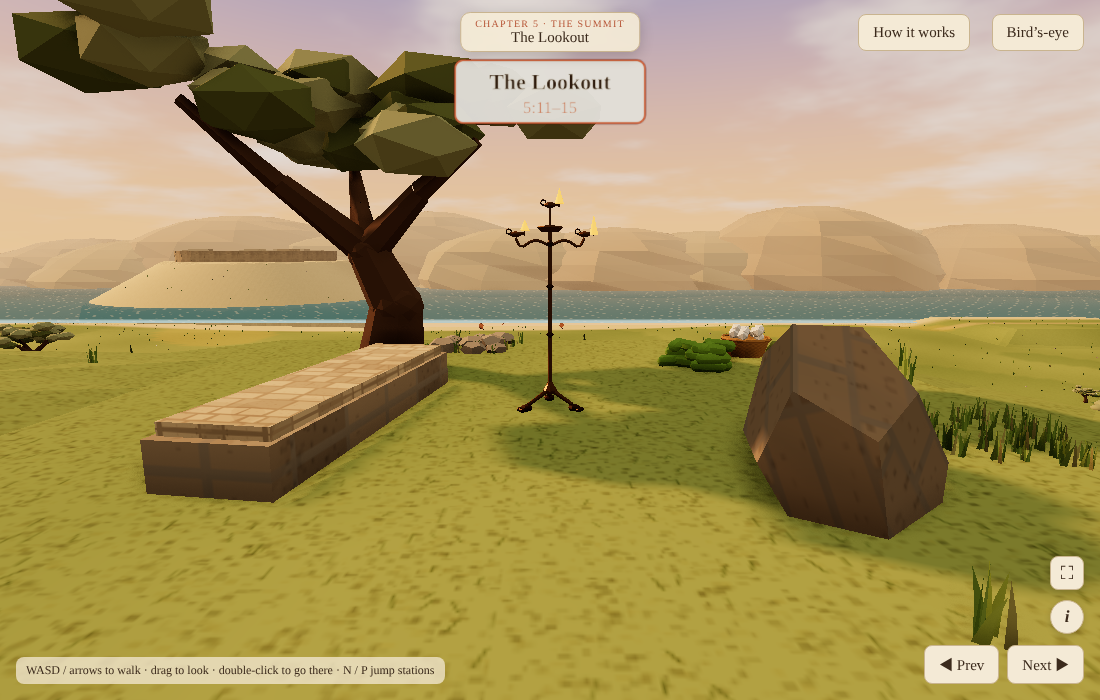 CHAPTER 5 · THE SUMMIT
The Lookout
How it works
Bird's-eye
The Lookout
5:11–15
i
WASD / arrows to walk · drag to look · double-click to go there · N / P jump stations
◀ Prev
Next ▶